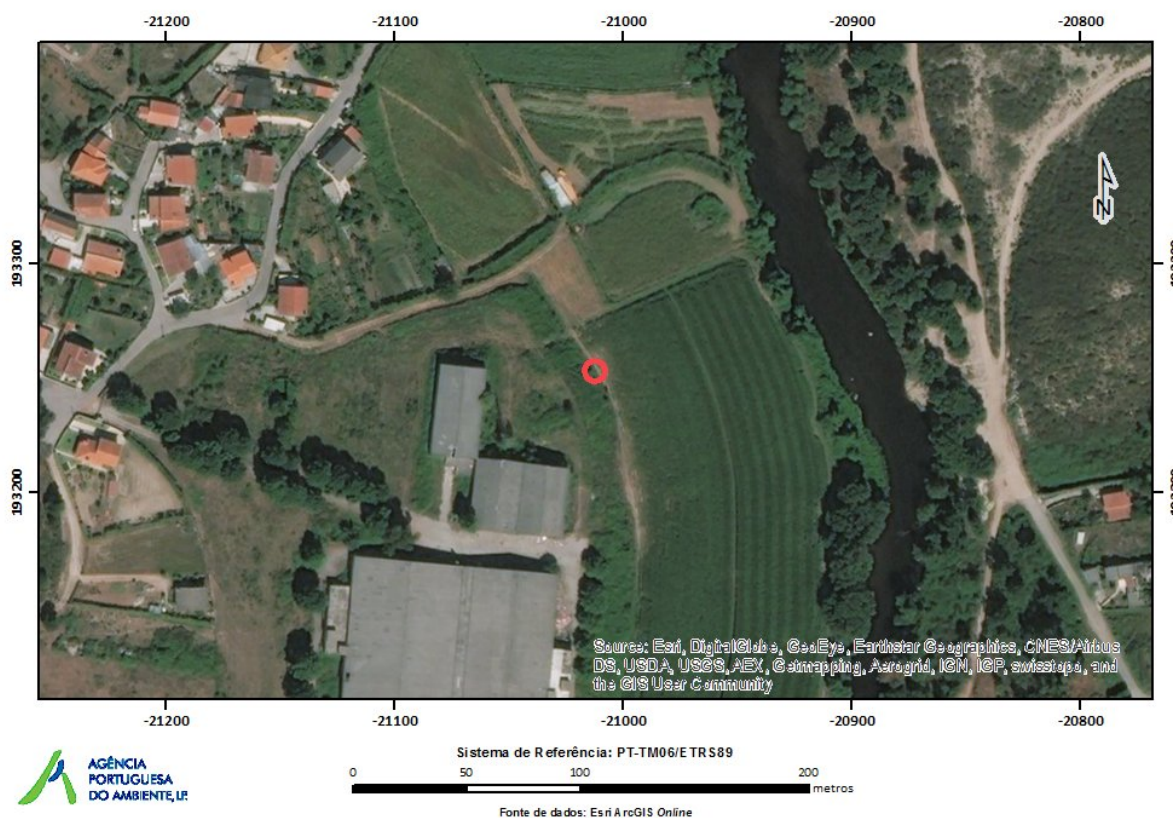 -21200 -21100 -21000 -20900 -20800
193300
193200
N
Source: Esri, DigitalGlobe, GeoEye, Earthstar Geographics, CNES/Airbus
DS, USDA, USGS, AEX, Getmapping, Aerogrid, IGN, IGP, swisstopo, and
the GIS User Community
-21200 -21100 -21000 -20900 -20800
AGÊNCIA
PORTUGUESA
DO AMBIENTE, I.P.
Sistema de Referência: PT-TM06/ETRS89
0 50 100 200
metros
Fonte de dados: Esri ArcGIS Online